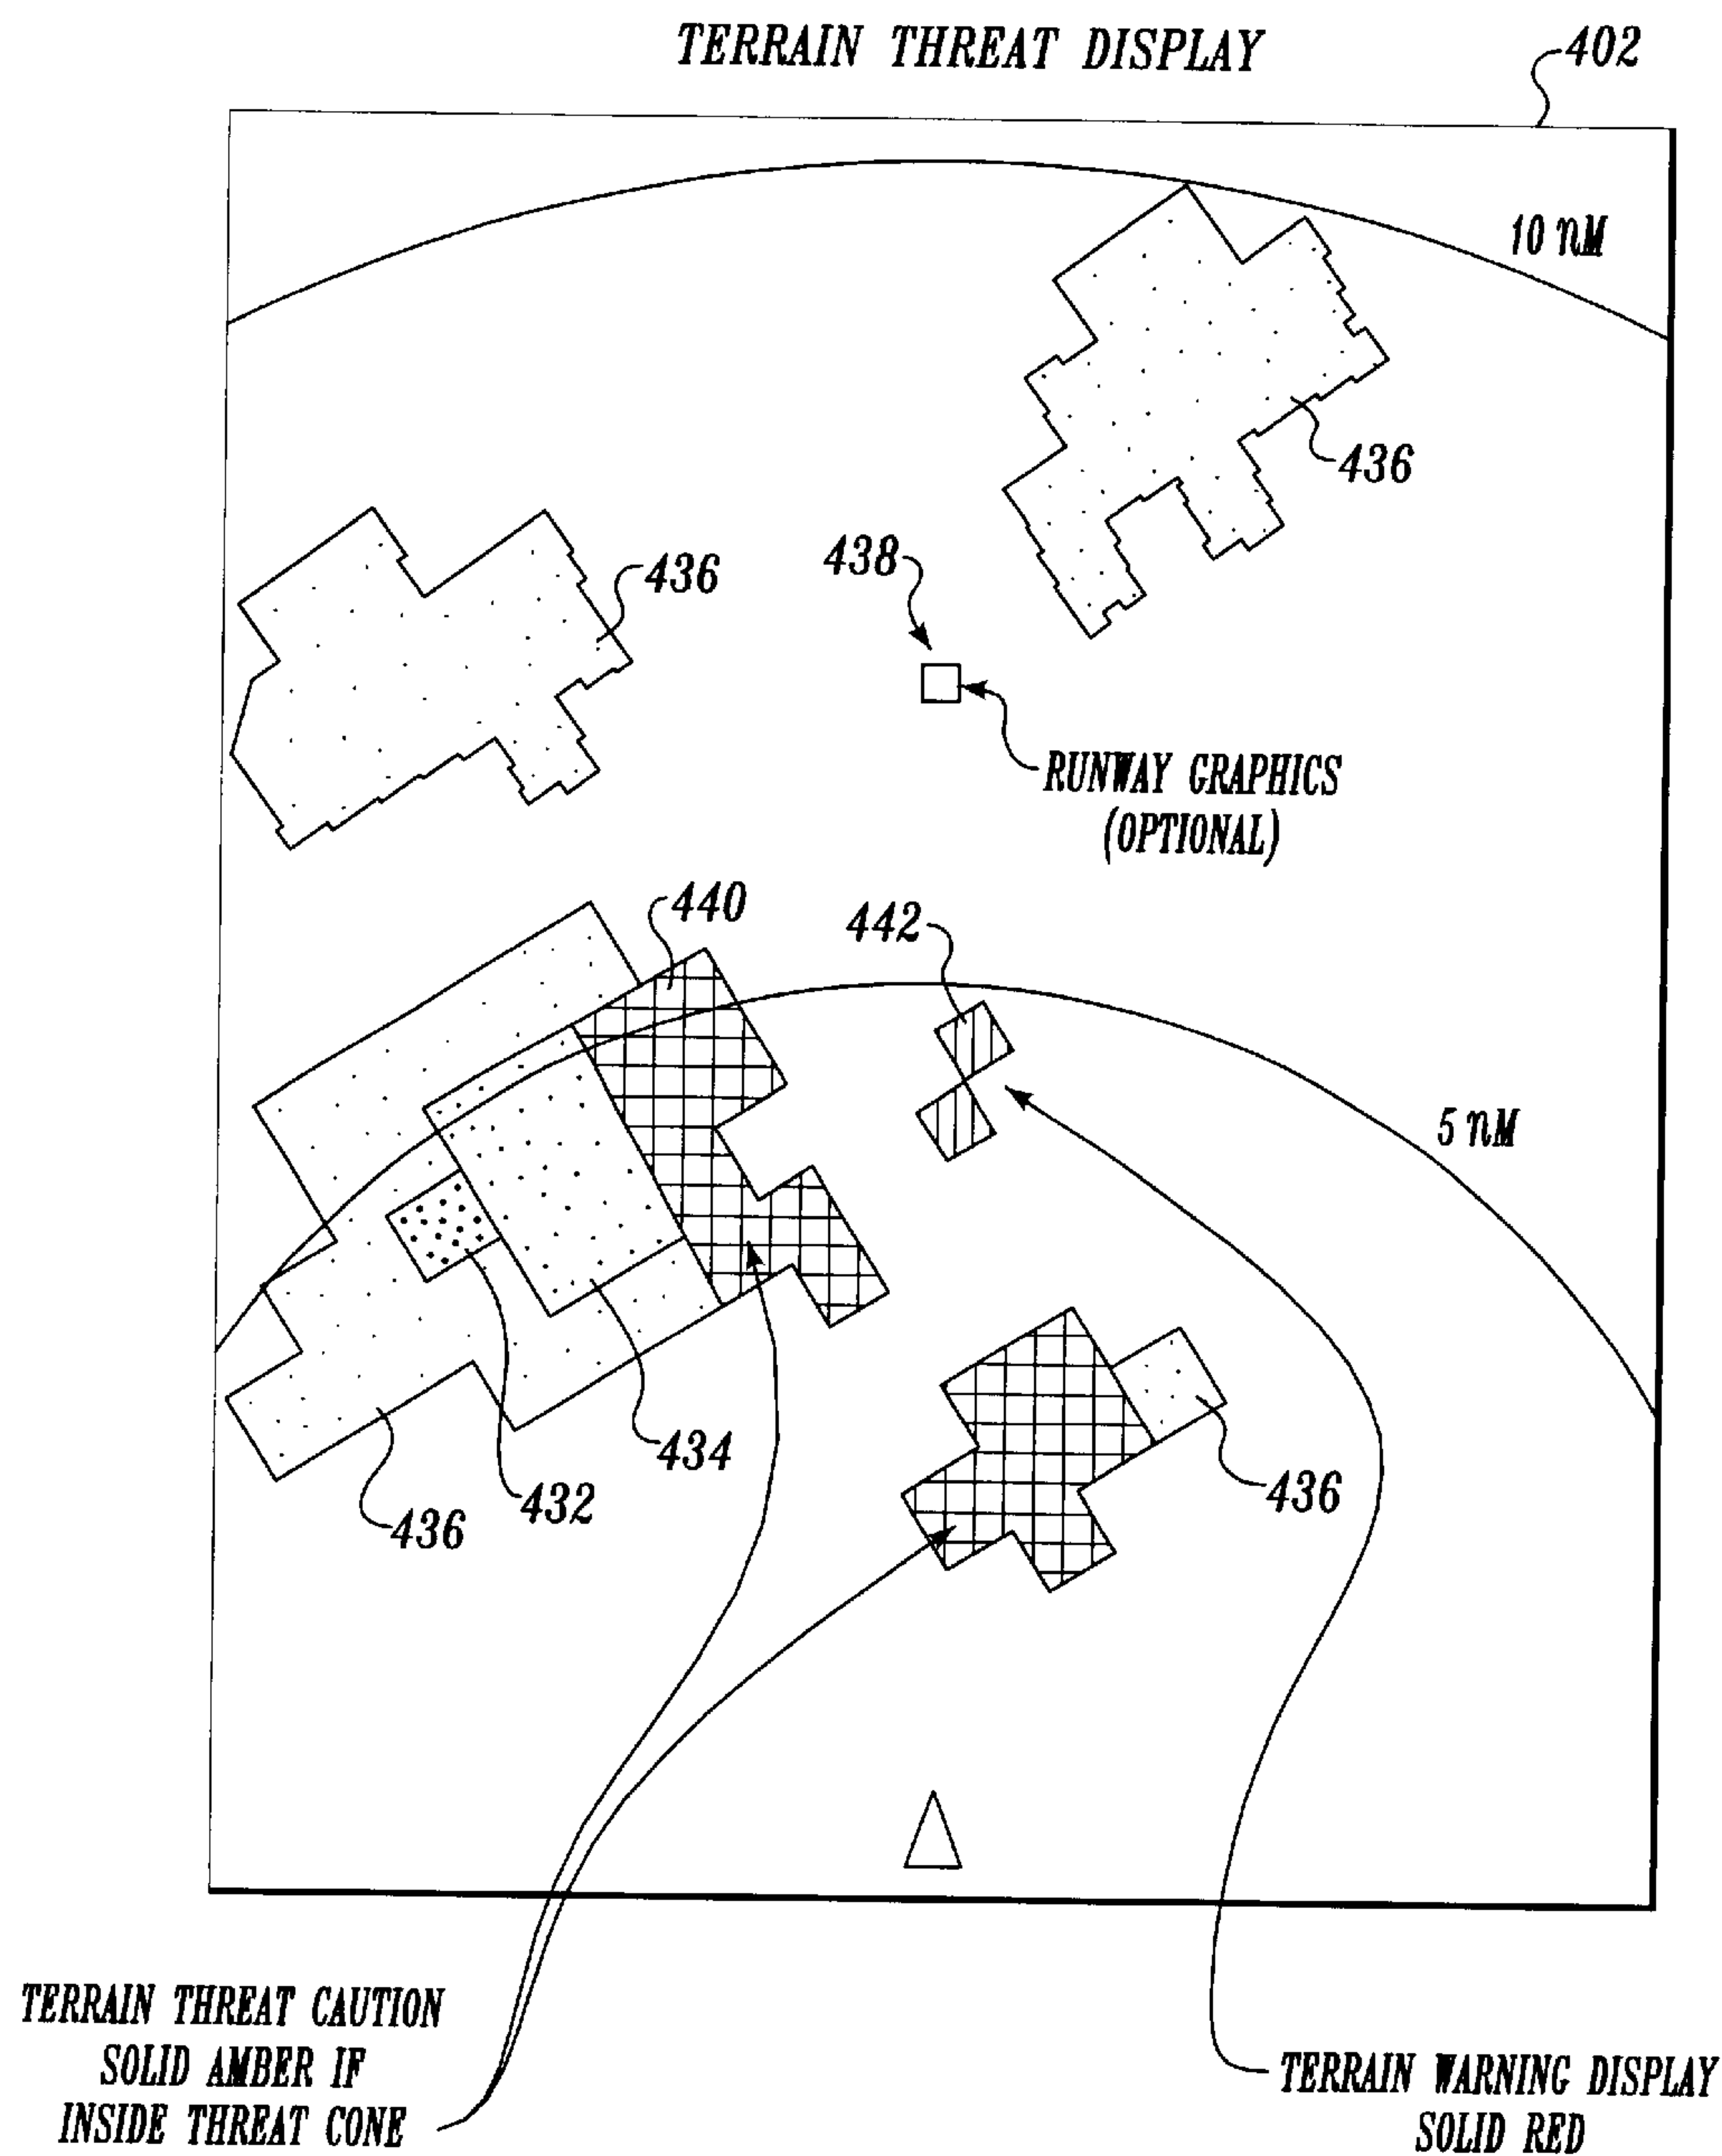 TERRAIN THREAT DISPLAY
402
10 nM
436
438
436
RUNWAY GRAPHICS
(OPTIONAL)
440
442
5 nM
434
432
436
436
TERRAIN THREAT CAUTION
SOLID AMBER IF
INSIDE THREAT CONE
TERRAIN WARNING DISPLAY
SOLID RED